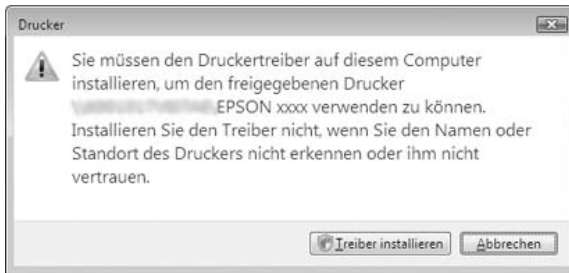 Drucker
Sie müssen den Druckertreiber auf diesem Computer
installieren, um den freigegebenen Drucker
EPSON xxxx verwenden zu können.
Installieren Sie den Treiber nicht, wenn Sie den Namen oder
Standort des Druckers nicht erkennen oder ihm nicht
vertrauen.
Treiber installieren
Abbrechen